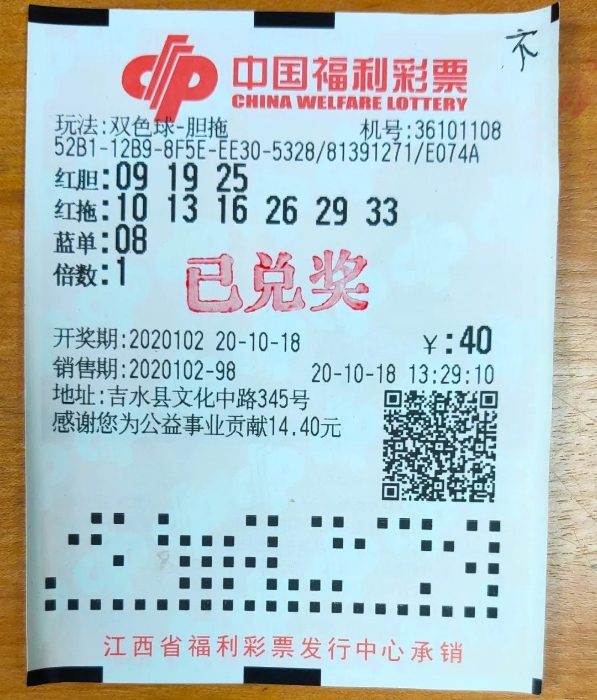 中国福利彩票
CHINA WELFARE LOTTERY
玩法:双色球-胆拖 机号:36101108
52B1-12B9-8F5E-EE30-5328/81391271/E074A
红胆:09 19 25
红拖:10 13 16 26 29 33
蓝单:08
倍数:1
已兑奖
开奖期:2020102 20-10-18 ¥:40
销售期:2020102-98 20-10-18 13:29:10
地址:吉水县文化中路345号
感谢您为公益事业贡献14.40元
江西省福利彩票发行中心承销